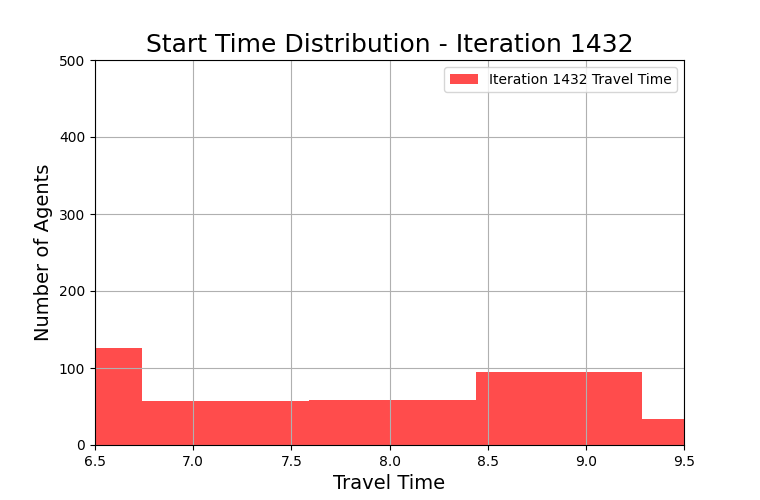 Start Time Distribution - Iteration 1432
Iteration 1432 Travel Time
Number of Agents
500
400
300
200
100
0
6.5 7.0 7.5 8.0 8.5 9.0 9.5
Travel Time